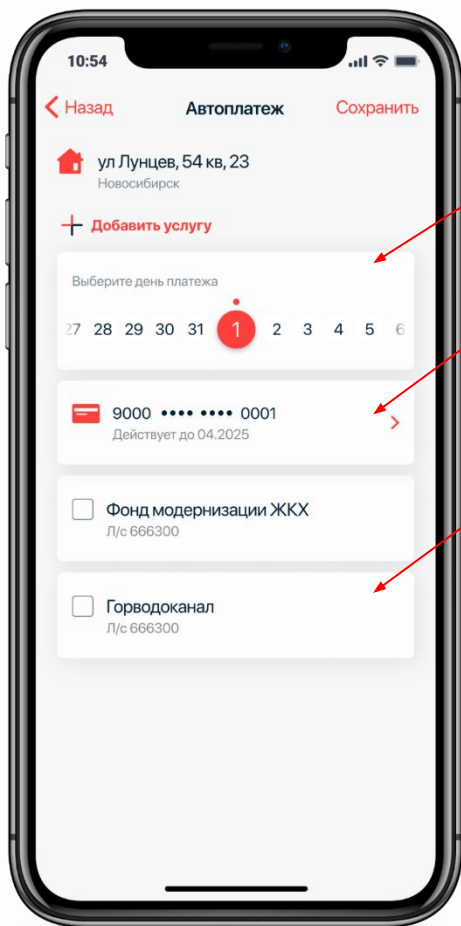 10:54
Назад Автоплатеж Сохранить
ул Лунцев, 54 кв, 23
Новосибирск
Добавить услугу
Выберите день платежа
27 28 29 30 31 1 2 3 4 5 6
9000 •••• •••• 0001
Действует до 04.2025
Фонд модернизации ЖКХ
Л/с 666300
Горводоканал
Л/с 666300